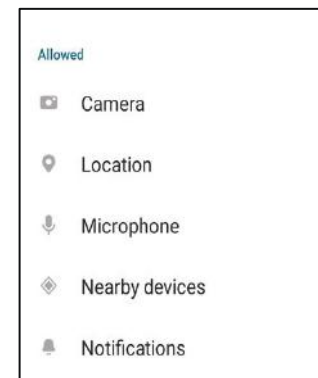 Allowed
Camera
Location
Microphone
Nearby devices
Notifications